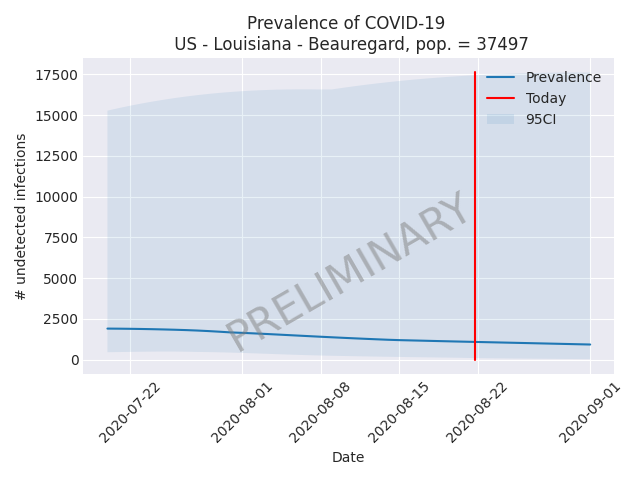 Prevalence of COVID-19
US - Louisiana - Beauregard, pop. = 37497
17500
15000
12500
10000
7500
5000
2500
0
# undetected infections
Prevalence
Today
95CI
PRELIMINARY
2020-07-22
2020-08-01
2020-08-08
2020-08-15
2020-08-22
2020-09-01
Date